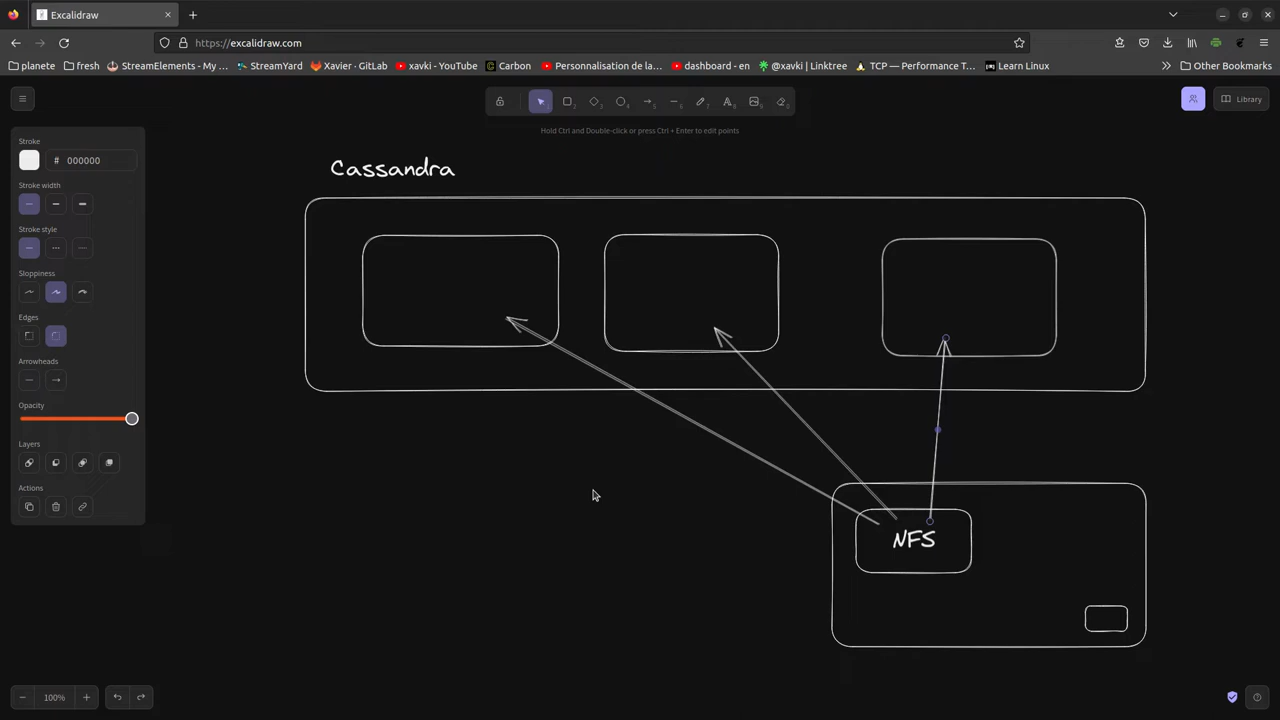 Excalidraw
https://excalidraw.com
planete
fresh
StreamElements - My ...
StreamYard
Xavier · GitLab
xavki - YouTube
Carbon
Personnalisation de la...
dashboard - en
@xavki | Linktree
TCP — Performance T...
Learn Linux
Other Bookmarks
Library
Hold Ctrl and Double-click or press Ctrl + Enter to edit points
Stroke
# 000000
Stroke width
Stroke style
Sloppiness
Edges
Arrowheads
Opacity
Layers
Actions
Cassandra
NFS
100%